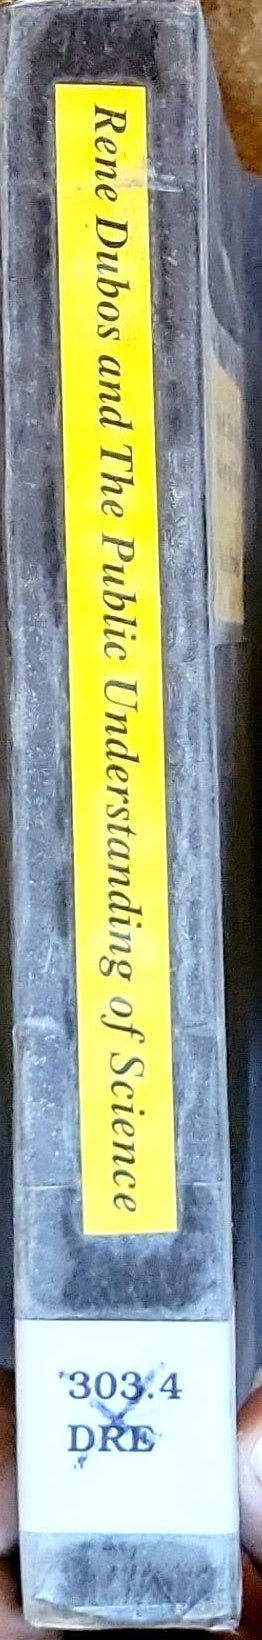 Rene Dubos and The Public Understanding of Science
303.4
DRE